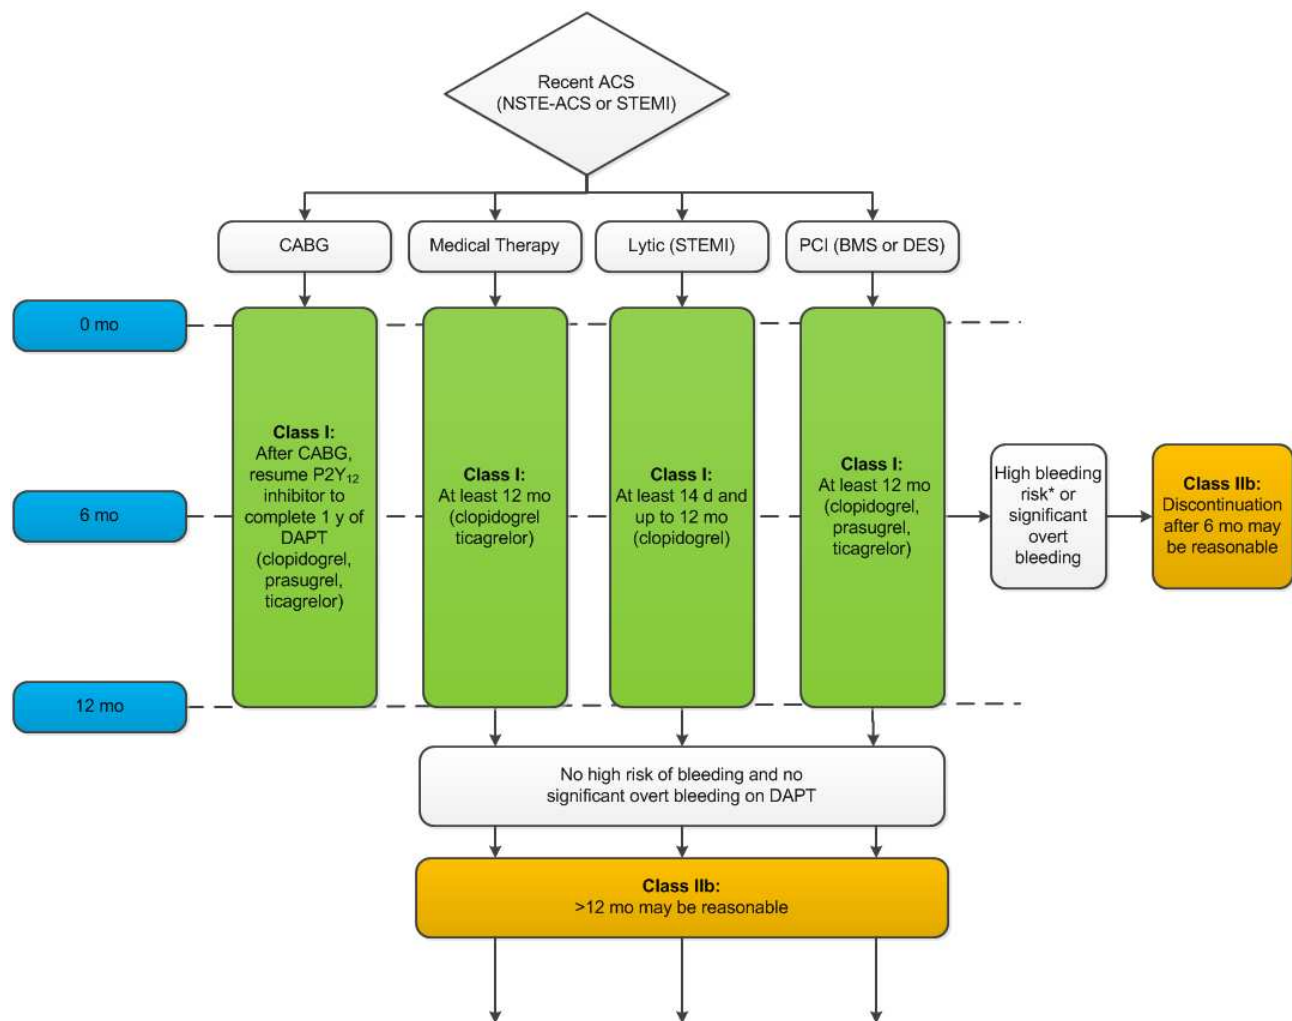 Recent ACS
(NSTE-ACS or STEMI)
CABG
Medical Therapy
Lytic (STEMI)
PCI (BMS or DES)
0 mo
6 mo
12 mo
Class I:
After CABG,
resume P2Y₁₂
inhibitor to
complete 1 y of
DAPT
(clopidogrel,
prasugrel,
ticagrelor)
Class I:
At least 12 mo
(clopidogrel
ticagrelor)
Class I:
At least 14 d and
up to 12 mo
(clopidogrel)
Class I:
At least 12 mo
(clopidogrel,
prasugrel,
ticagrelor)
High bleeding
risk* or
significant
overt
bleeding
Class IIb:
Discontinuation
after 6 mo may
be reasonable
No high risk of bleeding and no
significant overt bleeding on DAPT
Class IIb:
>12 mo may be reasonable